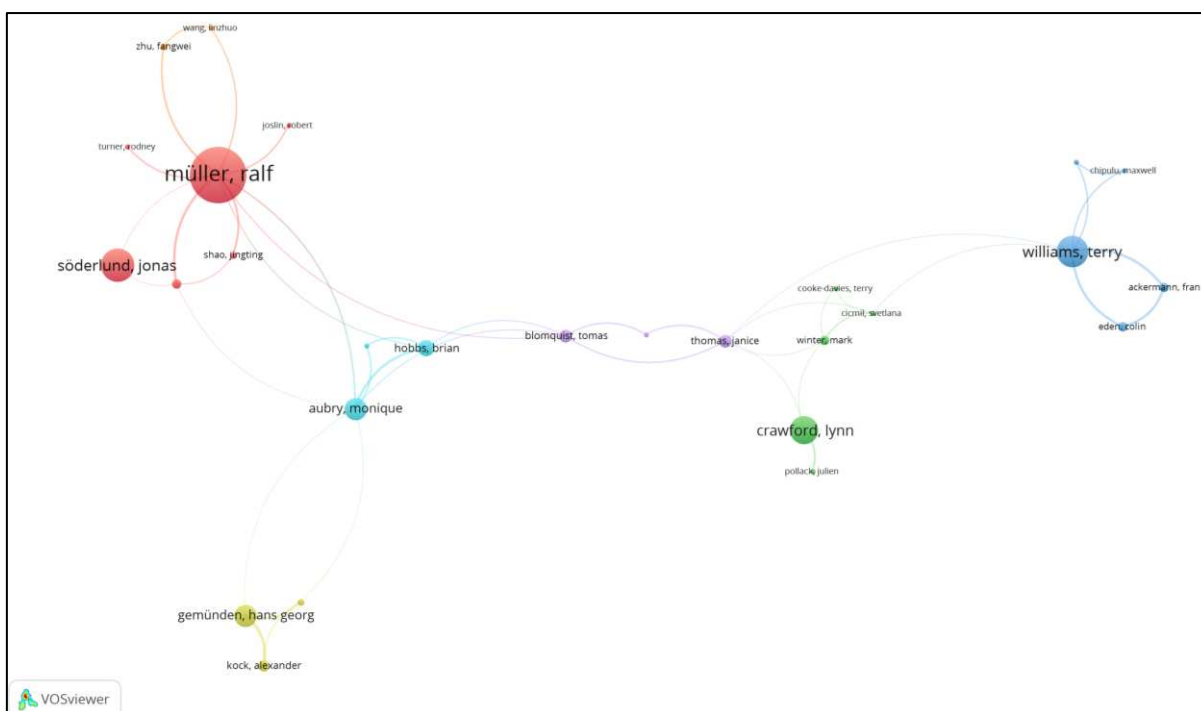 wang, linzhuo
zhu, fangwei
joslin, robert
turner, rodney
müller, ralf
chipulu, maxwell
shao, jingting
williams, terry
söderlund, jonas
ackermann, fran
cooke-davies, terry
cicmil, svetlana
eden, colin
blomquist, tomas
thomas, janice
winter, mark
hobbs, brian
aubry, monique
crawford, lynn
pollack, julien
gemünden, hans georg
kock, alexander
VOSviewer